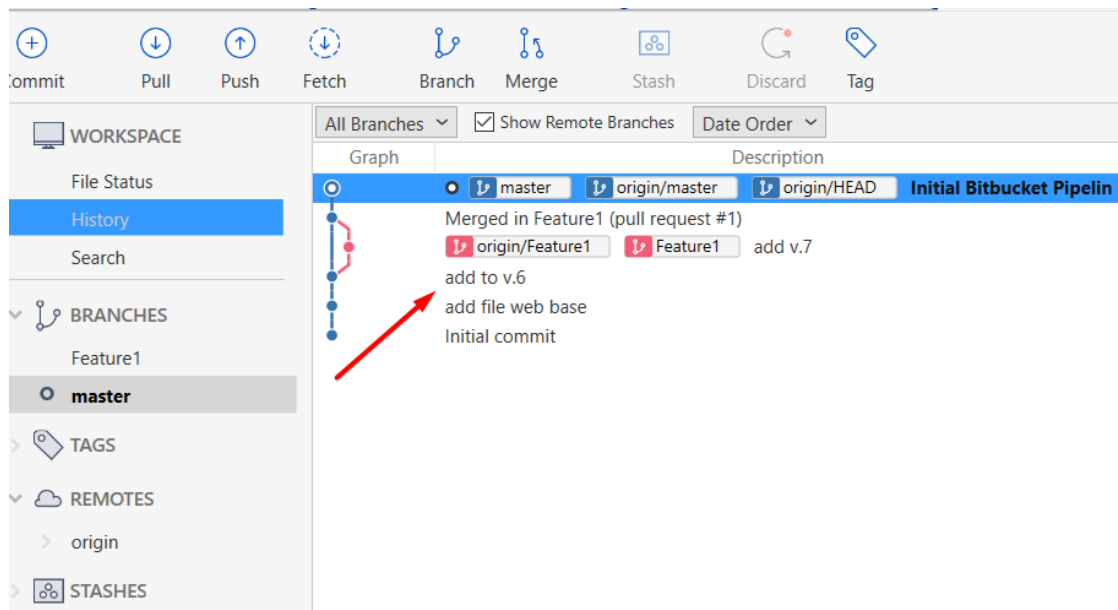 ommit Pull Push Fetch Branch Merge Stash Discard Tag
WORKSPACE
File Status
History
Search
BRANCHES
Feature1
master
TAGS
REMOTES
origin
STASHES
All Branches Show Remote Branches Date Order
Graph Description
master origin/master origin/HEAD Initial Bitbucket Pipelin
Merged in Feature1 (pull request #1)
origin/Feature1 Feature1 add v.7
add to v.6
add file web base
Initial commit